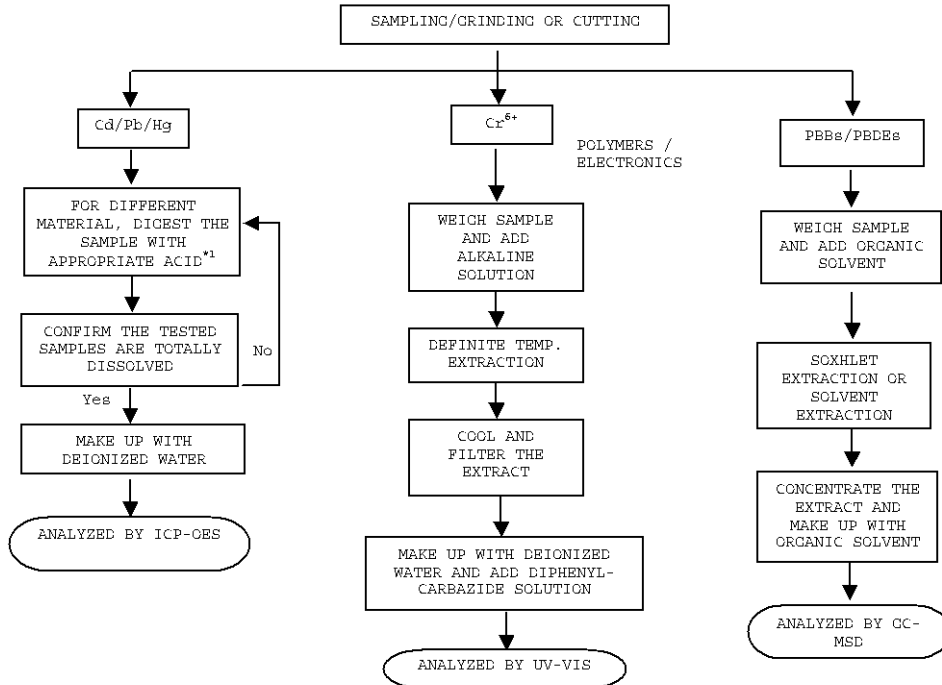 SAMPLING/GRINDING OR CUTTING
Cd/Pb/Hg
FOR DIFFERENT
MATERIAL, DIGEST THE
SAMPLE WITH
APPROPRIATE ACID*1
CONFIRM THE TESTED
SAMPLES ARE TOTALLY
DISSOLVED
No
Yes
MAKE UP WITH
DEIONIZED WATER
ANALYZED BY ICP-OES
Cr6+
POLYMERS /
ELECTRONICS
WEIGH SAMPLE
AND ADD
ALKALINE
SOLUTION
DEFINITE TEMP.
EXTRACTION
COOL AND
FILTER THE
EXTRACT
MAKE UP WITH DEIONIZED
WATER AND ADD DIPHENYL-
CARBAZIDE SOLUTION
ANALYZED BY UV-VIS
PBBs/PBDEs
WEIGH SAMPLE
AND ADD ORGANIC
SOLVENT
SOXHLET
EXTRACTION OR
SOLVENT
EXTRACTION
CONCENTRATE THE
EXTRACT AND
MAKE UP WITH
ORGANIC SOLVENT
ANALYZED BY GC-
MSD